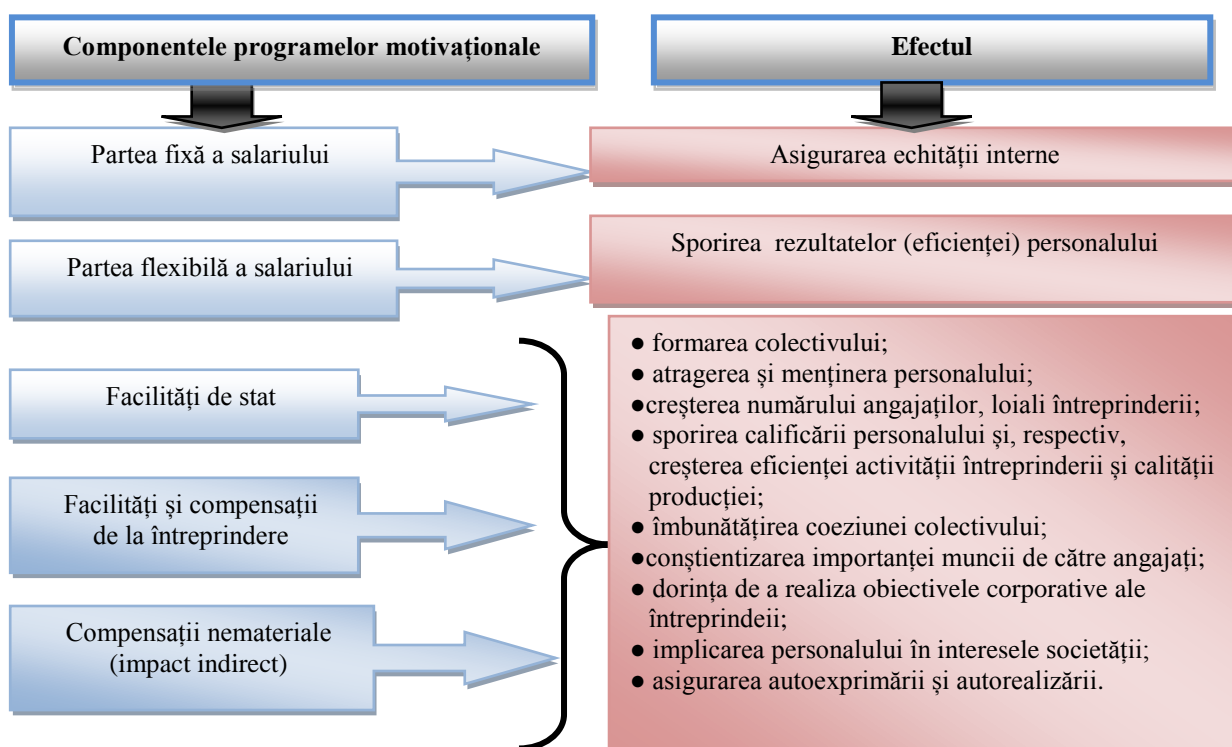 Componentele programelor motivaționale
Efectul
Partea fixă a salariului
Asigurarea echității interne
Partea flexibilă a salariului
Sporirea rezultatelor (eficienței) personalului
Facilități de stat
Facilități și compensații
de la întreprindere
Compensații nemateriale
(impact indirect)
● formarea colectivului;
● atragerea și menținera personalului;
●creșterea numărului angajaților, loiali întreprinderii;
● sporirea calificării personalului și, respectiv,
creșterea eficienței activității întreprinderii și calității
producției;
● îmbunătățirea coeziunei colectivului;
●conștientizarea importanței muncii de către angajați;
● dorința de a realiza obiectivele corporative ale
întreprindeii;
● implicarea personalului în interesele societății;
● asigurarea autoexprimării și autorealizării.